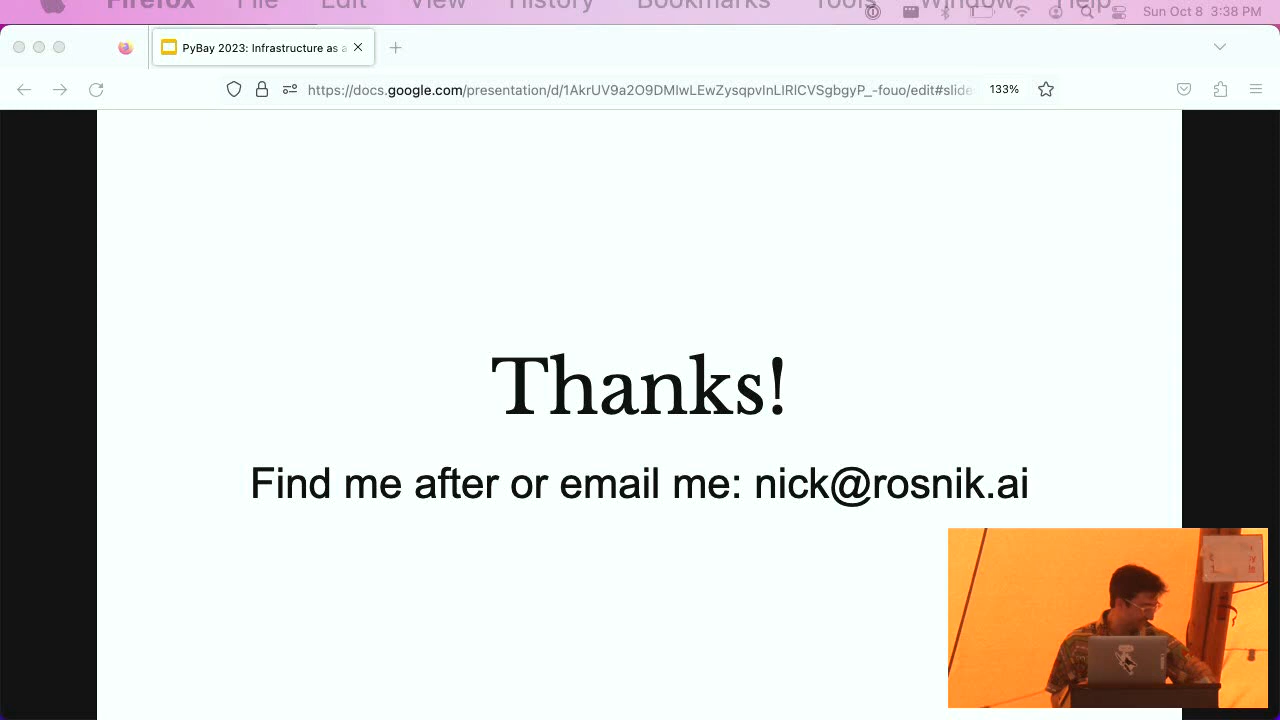 Firefox File Edit View History Bookmarks Tools Window Help Sun Oct 8 3:38 PM
PyBay 2023: Infrastructure as a
https://docs.google.com/presentation/d/1AkrUV9a2O9DMIwLEwZysqpvInLIRICVSgbgyP_-fouo/edit#slide 133%
Thanks!
Find me after or email me: nick@rosnik.ai